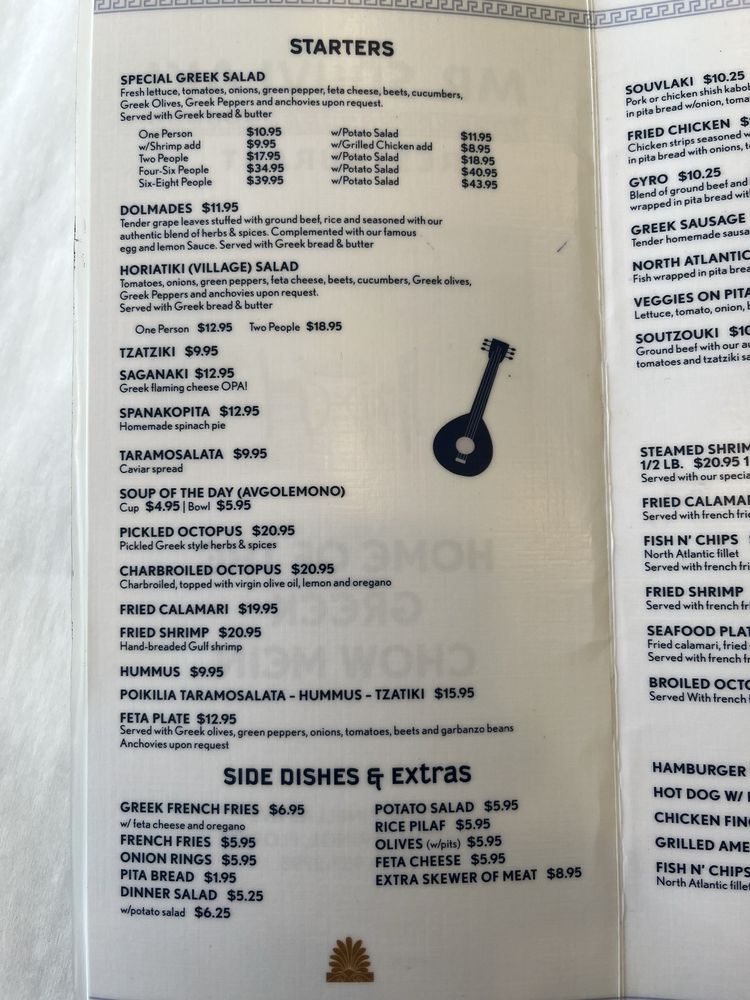 STARTERS
SPECIAL GREEK SALAD
Fresh lettuce, tomatoes, onions, green pepper, feta cheese, beets, cucumbers,
Greek Olives, Greek Peppers and anchovies upon request.
Served with Greek bread & butter
One Person $10.95 w/Potato Salad $11.95
w/Shrimp add $9.95 w/Grilled Chicken add $8.95
Two People $17.95 w/Potato Salad $18.95
Four-Six People $34.95 w/Potato Salad $40.95
Six-Eight People $39.95 w/Potato Salad $43.95
DOLMADES $11.95
Tender grape leaves stuffed with ground beef, rice and seasoned with our
authentic blend of herbs & spices. Complemented with our famous
egg and lemon Sauce. Served with Greek bread & butter
HORIATIKI (VILLAGE) SALAD
Tomatoes, onions, green peppers, feta cheese, beets, cucumbers, Greek olives,
Greek Peppers and anchovies upon request.
Served with Greek bread & butter
One Person $12.95 Two People $18.95
TZATZIKI $9.95
SAGANAKI $12.95
Greek flaming cheese OPA!
SPANAKOPITA $12.95
Homemade spinach pie
TARAMOSALATA $9.95
Caviar spread
SOUP OF THE DAY (AVGOLEMONO)
Cup $4.95 | Bowl $5.95
PICKLED OCTOPUS $20.95
Pickled Greek style herbs & spices
CHARBROILED OCTOPUS $20.95
Charbroiled, topped with virgin olive oil, lemon and oregano
FRIED CALAMARI $19.95
FRIED SHRIMP $20.95
Hand-breaded Gulf shrimp
HUMMUS $9.95
POIKILIA TARAMOSALATA – HUMMUS – TZATIKI $15.95
FETA PLATE $12.95
Served with Greek olives, green peppers, onions, tomatoes, beets and garbanzo beans
Anchovies upon request
SIDE DISHES & Extras
GREEK FRENCH FRIES $6.95
w/ feta cheese and oregano
FRENCH FRIES $5.95
ONION RINGS $5.95
PITA BREAD $1.95
DINNER SALAD $5.25
w/potato salad $6.25
POTATO SALAD $5.95
RICE PILAF $5.95
OLIVES (w/pits) $5.95
FETA CHEESE $5.95
EXTRA SKEWER OF MEAT $8.95
SOUVLAKI $10.25
Pork or chicken shish
in pita bread w/onion,
FRIED CHICKEN
Chicken strips seasoned
in pita bread with onions,
GYRO $10.25
Blend of ground beef and
wrapped in pita bread
GREEK SAUSAGE
Tender homemade
NORTH ATLANTIC
Fish wrapped in pita
VEGGIES ON PITA
Lettuce, tomato, onion,
SOUTZOUKI
Ground beef with our
tomatoes and tzatziki
STEAMED
1/2 LB. $20.95
Served with our
FRIED
Served with french
FISH N' CHIPS
North Atlantic fillet
Served with french
FRIED SHRIMP
Served with french
SEAFOOD
Fried calamari, fried
Served with french
BROILED
Served With french
HAMBURGER
HOT DOG W/
CHICKEN
GRILLED
FISH N' CHIPS
North Atlantic